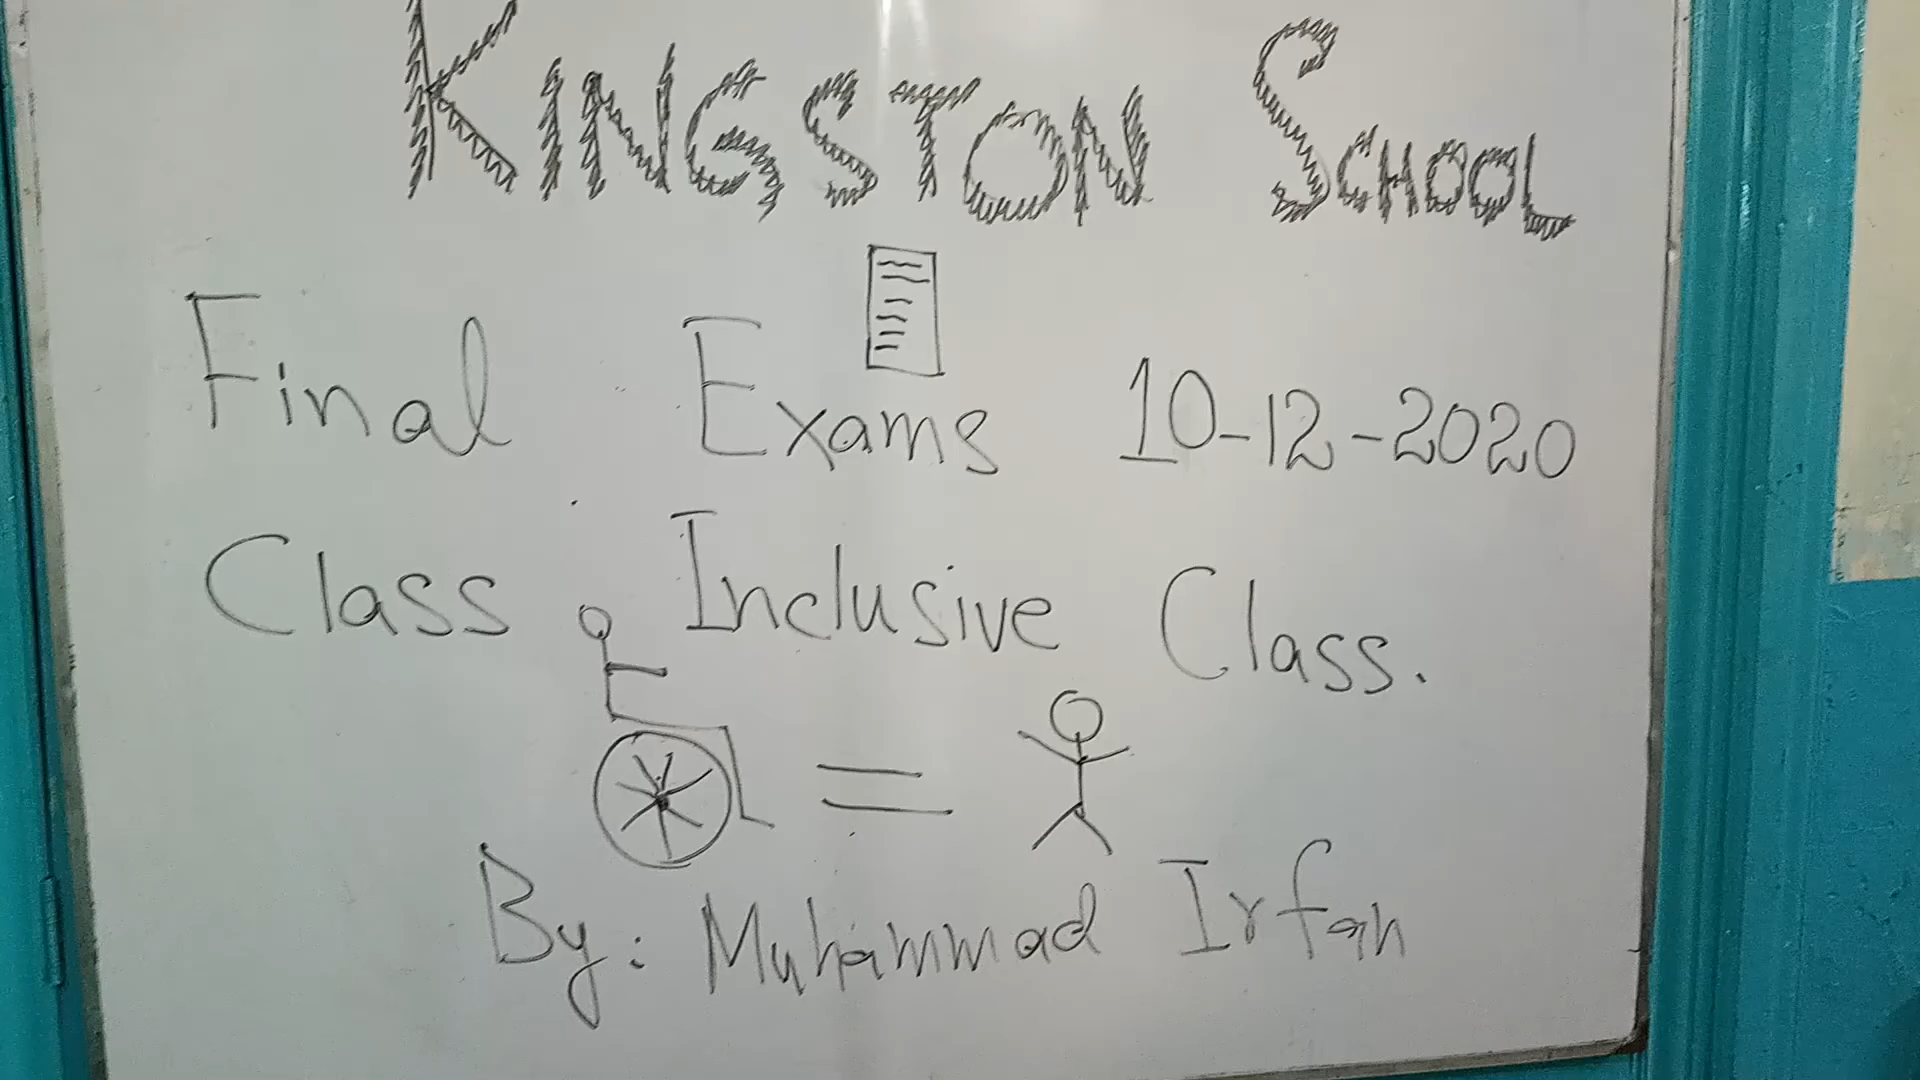 KINGSTON SCHOOL
Final Exams 10-12-2020
Class Inclusive Class.
=
By: Muhammad Irfan